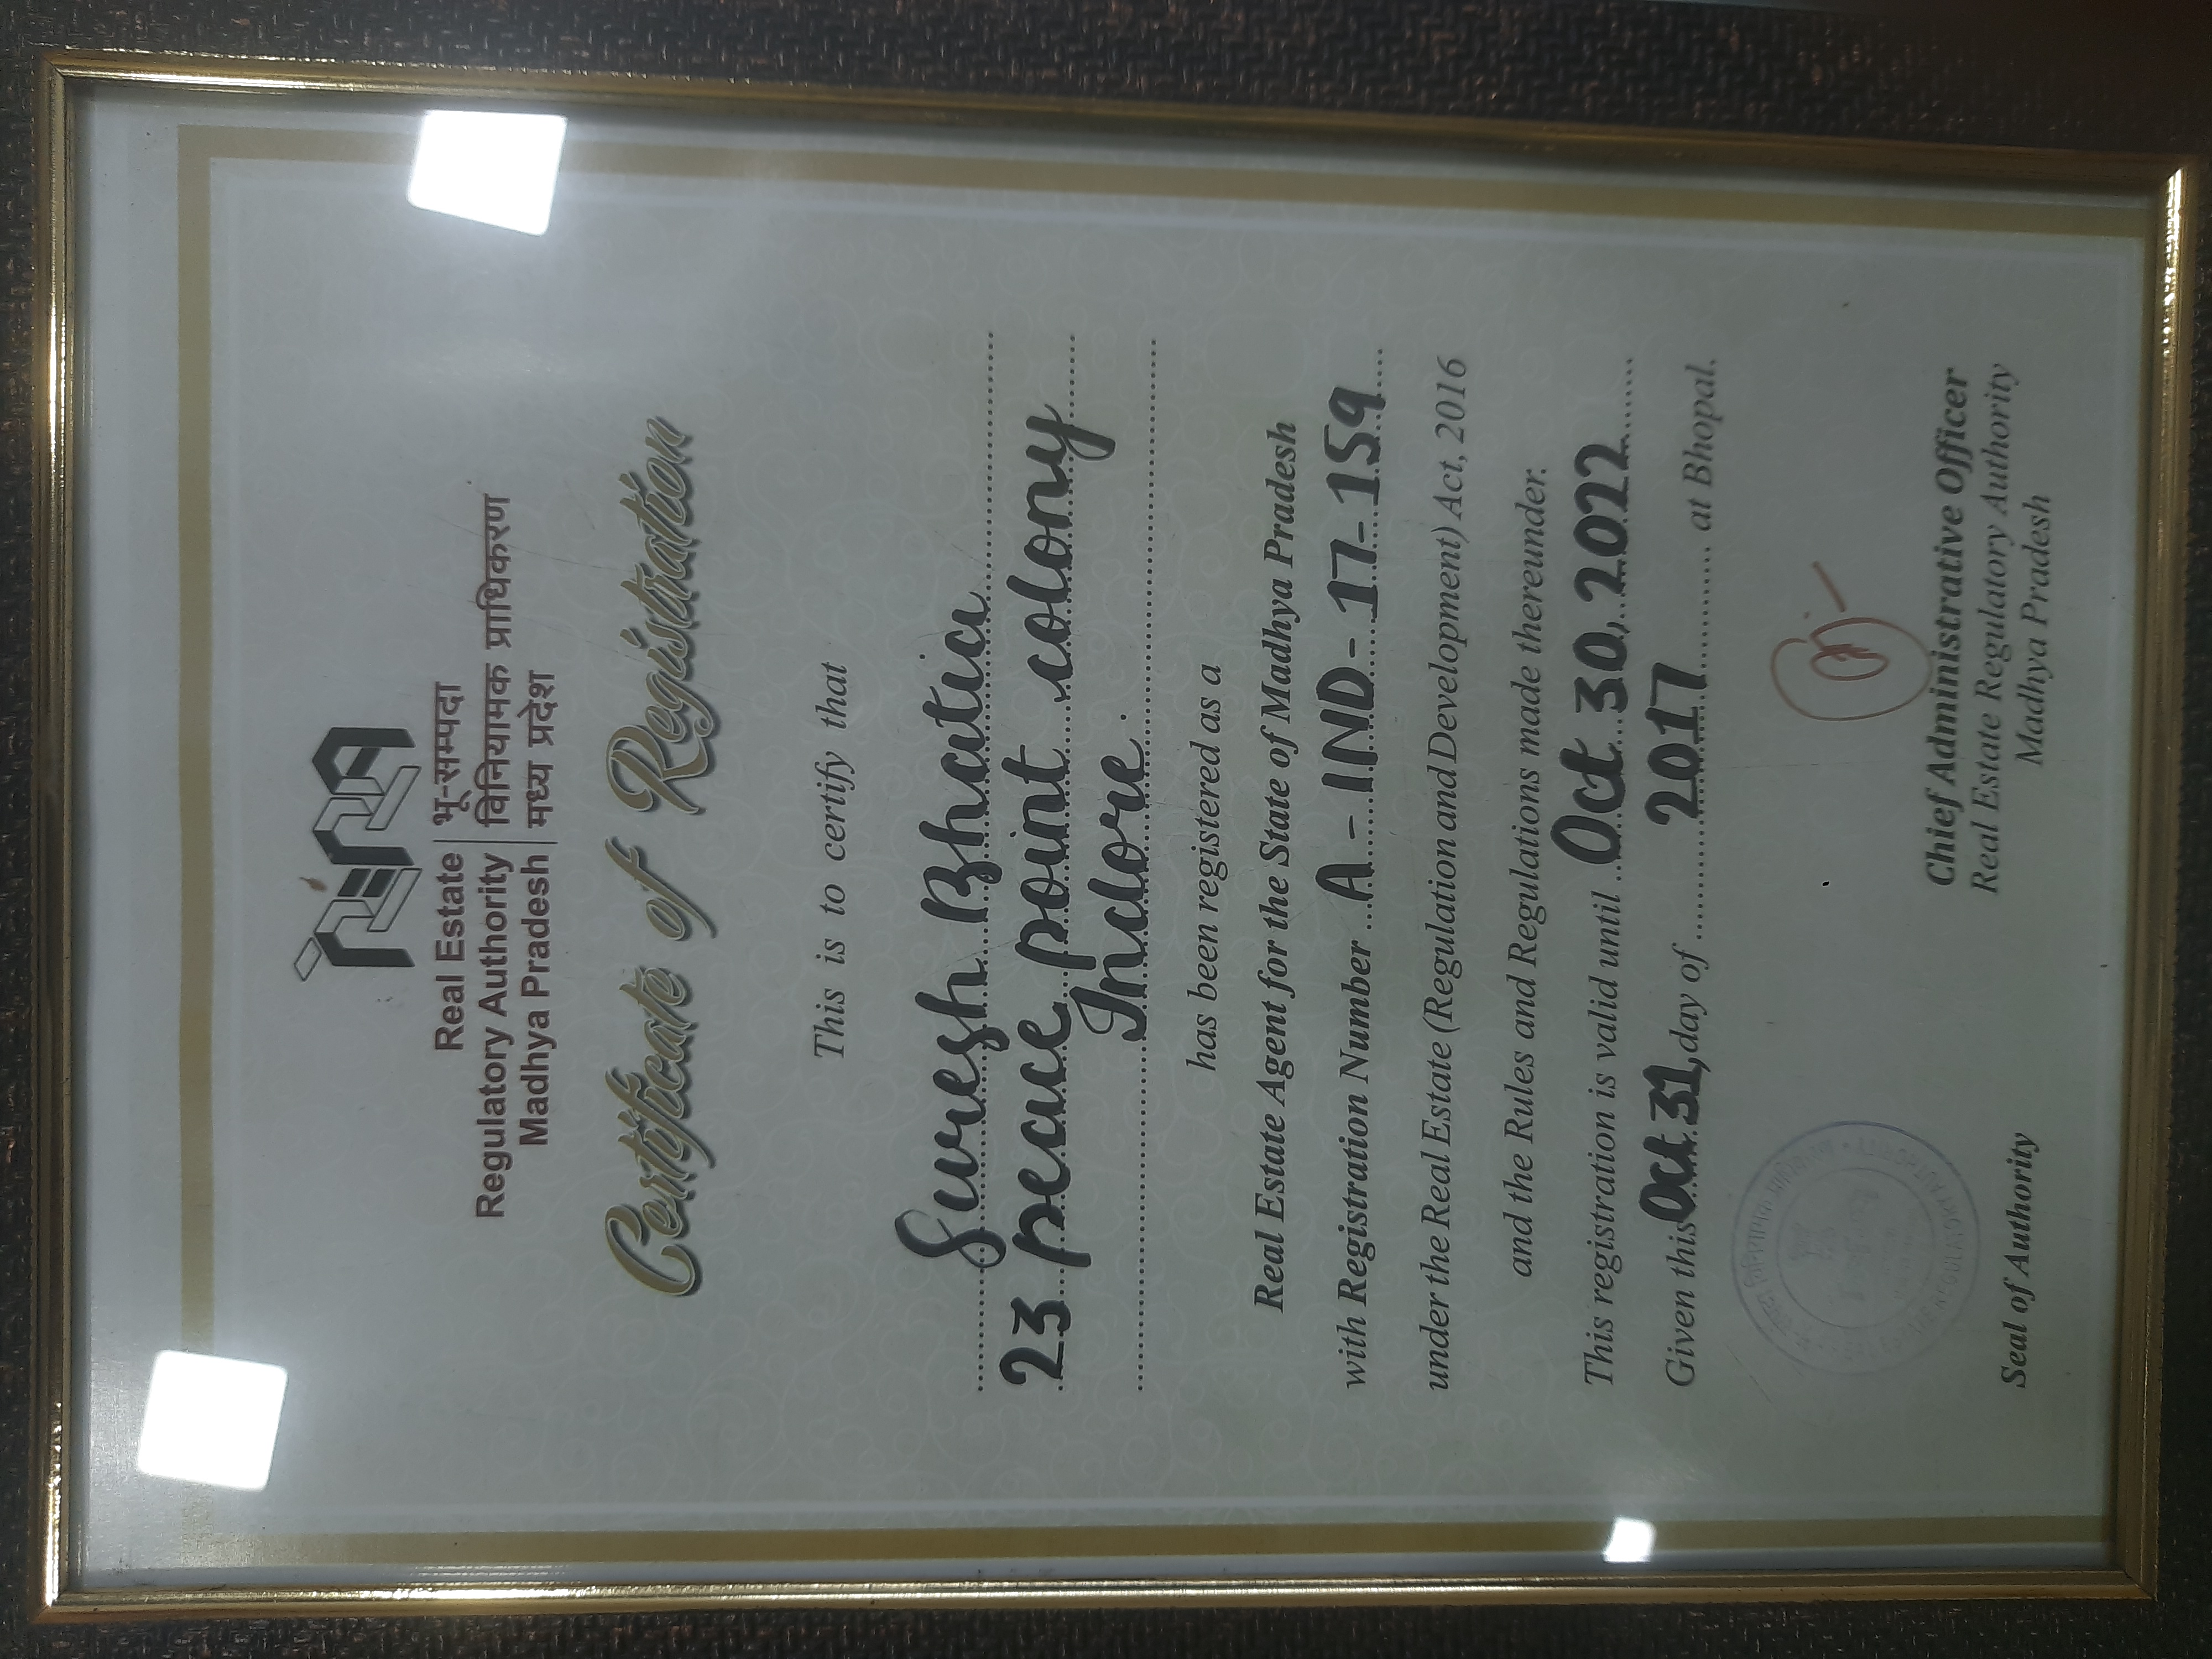 rera
Real Estate | भू-सम्पदा
Regulatory Authority | विनियामक प्राधिकरण
Madhya Pradesh | मध्य प्रदेश
Certificate of Registration
This is to certify that
Suresh Bhatia
23 peace point colony
Indore.
has been registered as a
Real Estate Agent for the State of Madhya Pradesh
with Registration Number A-IND-17-159
under the Real Estate (Regulation and Development) Act, 2016
and the Rules and Regulations made thereunder.
This registration is valid until Oct 30, 2022
Given this Oct 31, day of 2017 at Bhopal.
Chief Administrative Officer
Real Estate Regulatory Authority
Madhya Pradesh
Seal of Authority